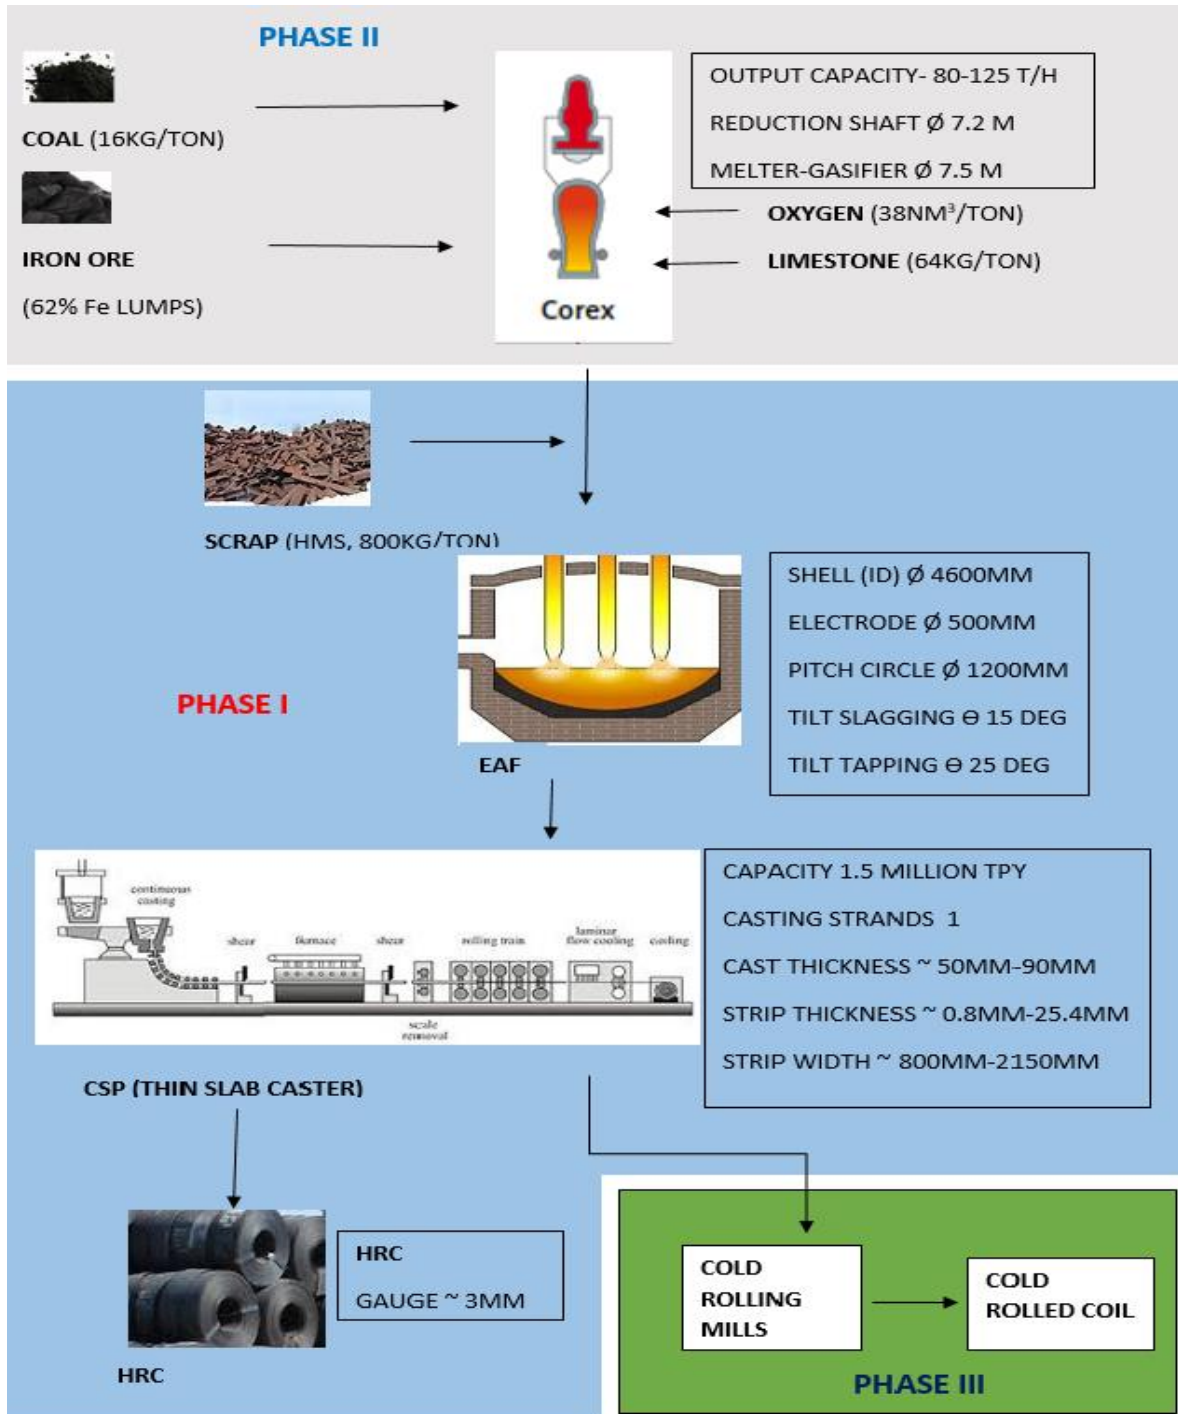 PHASE II
COAL (16KG/TON)
IRON ORE
(62% Fe LUMPS)
Corex
OUTPUT CAPACITY- 80-125 T/H
REDUCTION SHAFT Ø 7.2 M
MELTER-GASIFIER Ø 7.5 M
OXYGEN (38NM³/TON)
LIMESTONE (64KG/TON)
SCRAP (HMS, 800KG/TON)
PHASE I
EAF
SHELL (ID) Ø 4600MM
ELECTRODE Ø 500MM
PITCH CIRCLE Ø 1200MM
TILT SLAGGING Ɵ 15 DEG
TILT TAPPING Ɵ 25 DEG
continuous
casting
shear
furnace
shear
rolling train
laminar
flow cooling
coiling
scale
removal
CAPACITY 1.5 MILLION TPY
CASTING STRANDS 1
CAST THICKNESS ~ 50MM-90MM
STRIP THICKNESS ~ 0.8MM-25.4MM
STRIP WIDTH ~ 800MM-2150MM
CSP (THIN SLAB CASTER)
HRC
GAUGE ~ 3MM
HRC
COLD
ROLLING
MILLS
COLD
ROLLED COIL
PHASE III